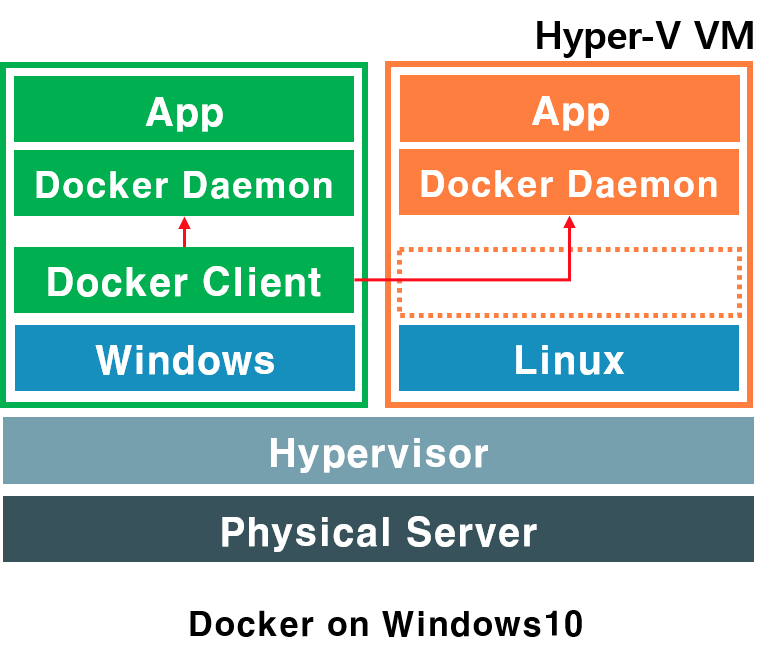 Hyper-V VM
App
Docker Daemon
Docker Client
Windows
App
Docker Daemon
Linux
Hypervisor
Physical Server
Docker on Windows10